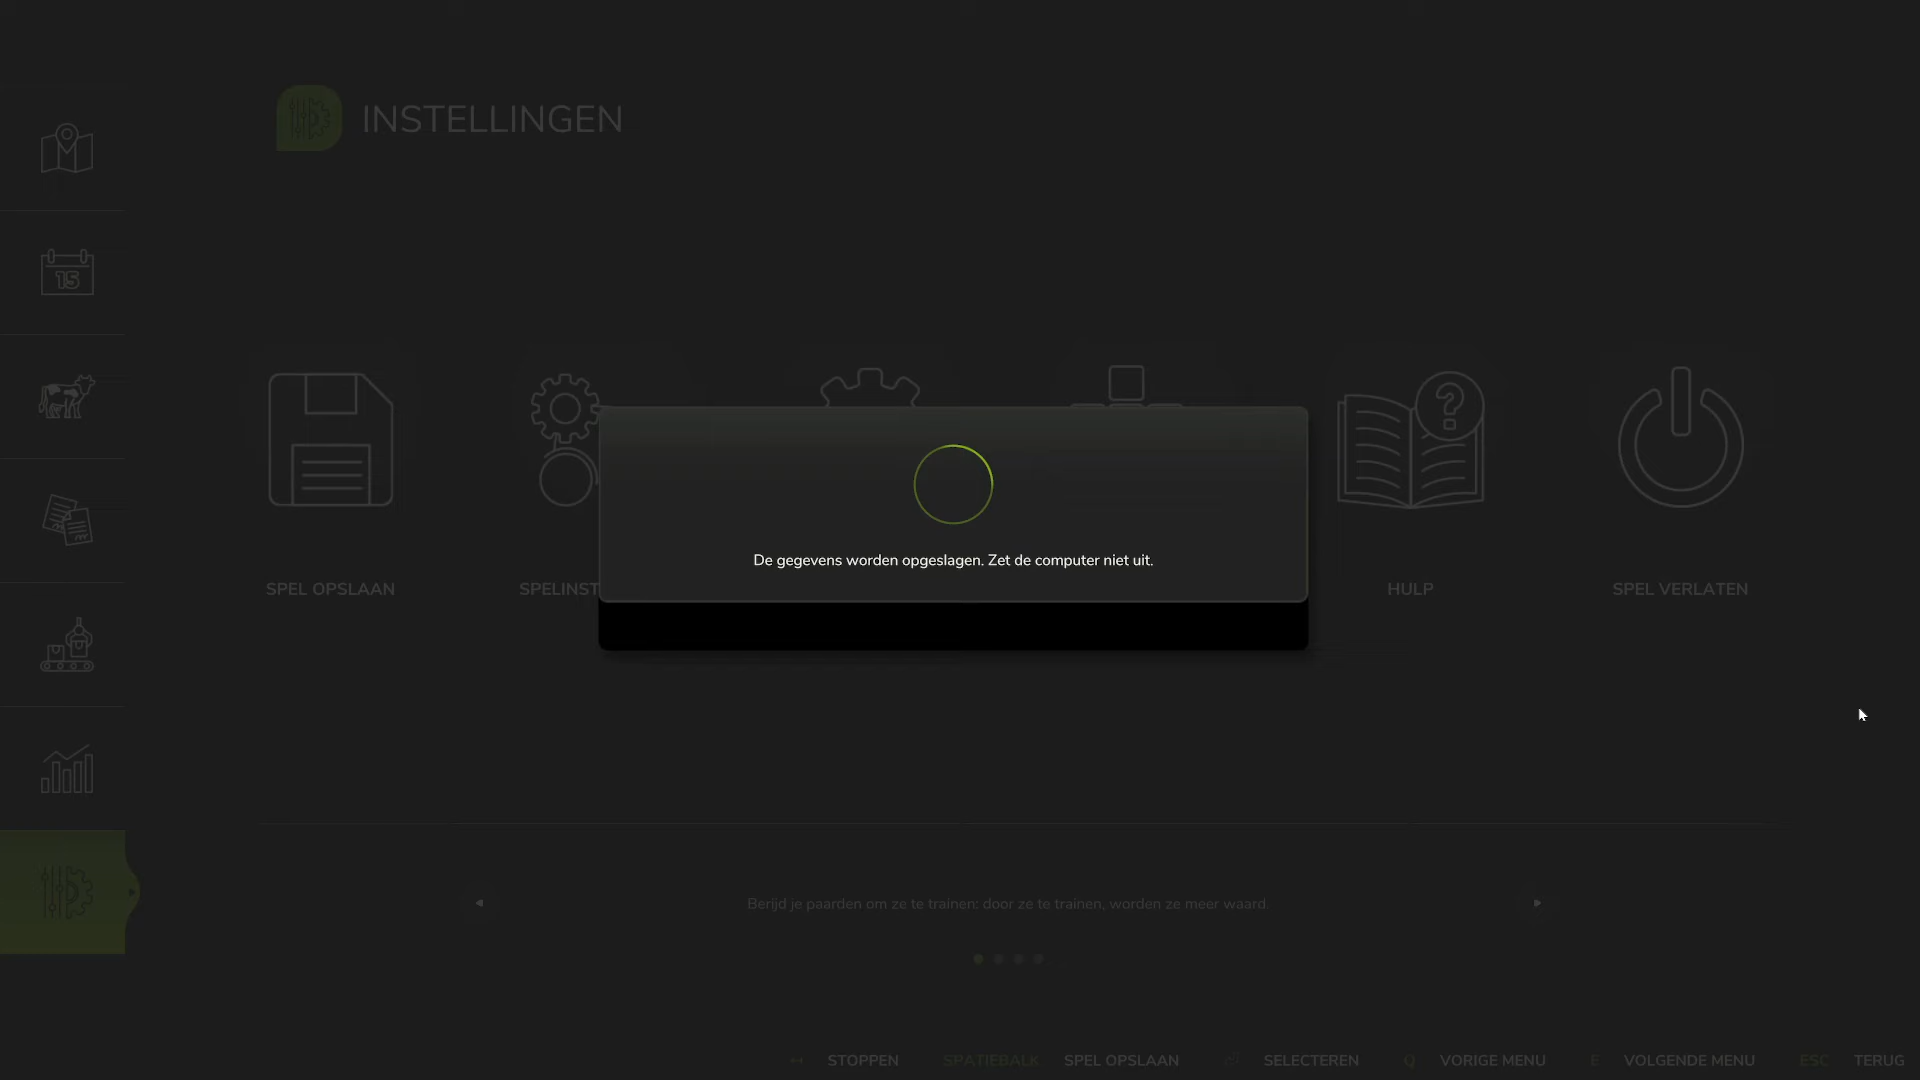 INSTELLINGEN
15
SPEL OPSLAAN
SPELINST
HULP
SPEL VERLATEN
De gegevens worden opgeslagen. Zet de computer niet uit.
Berijd je paarden om ze te trainen: door ze te trainen, worden ze meer waard.
STOPPEN SPATIEBALK SPEL OPSLAAN SELECTEREN Q VORIGE MENU E VOLGENDE MENU ESC TERUG